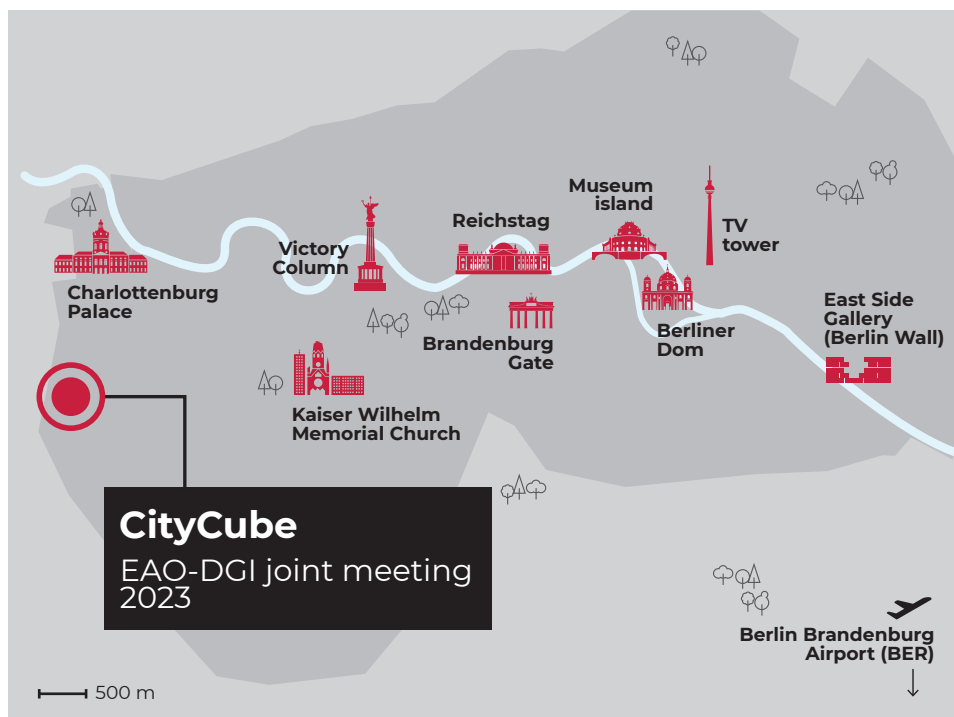 Museum
island
Reichstag
TV
tower
Victory
Column
Charlottenburg
Palace
East Side
Gallery
(Berlin Wall)
Brandenburg
Gate
Berliner
Dom
Kaiser Wilhelm
Memorial Church
CityCube
EAO-DGI joint meeting
2023
Berlin Brandenburg
Airport (BER)
500 m